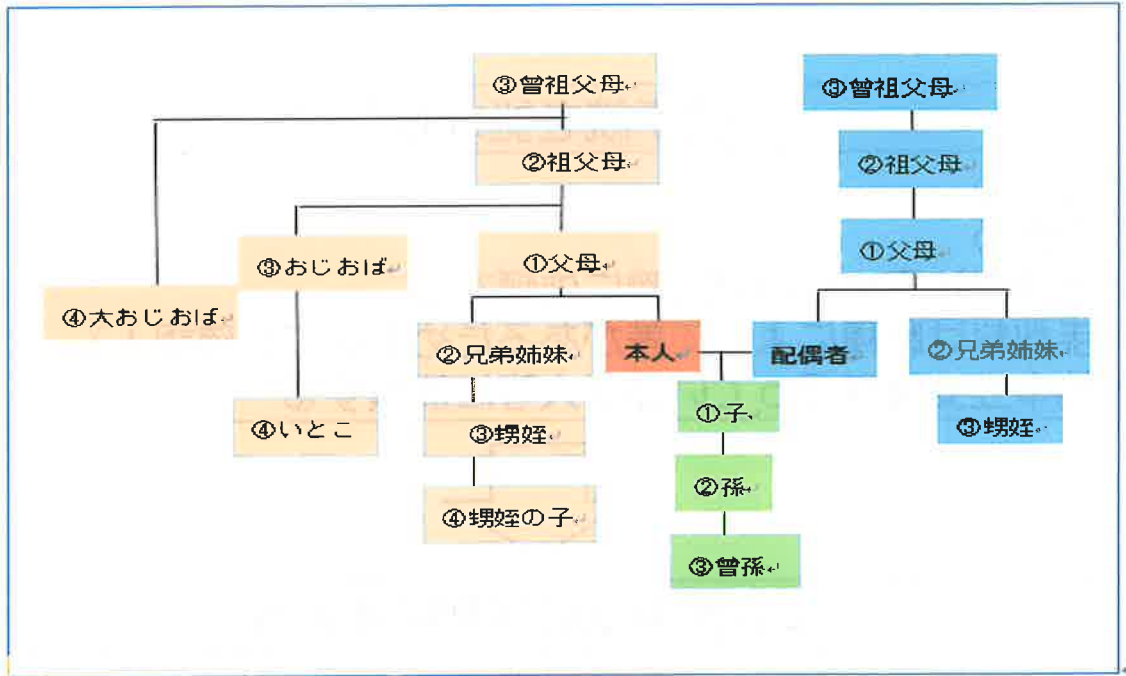 ③曾祖父母
③曾祖父母
②祖父母
②祖父母
①父母
③おじおば
①父母
④大おじおば
②兄弟姉妹
本人
配偶者
②兄弟姉妹
①子、
④いとこ
③甥姪
③甥姪
②孫
④甥姪の子
③曾孫